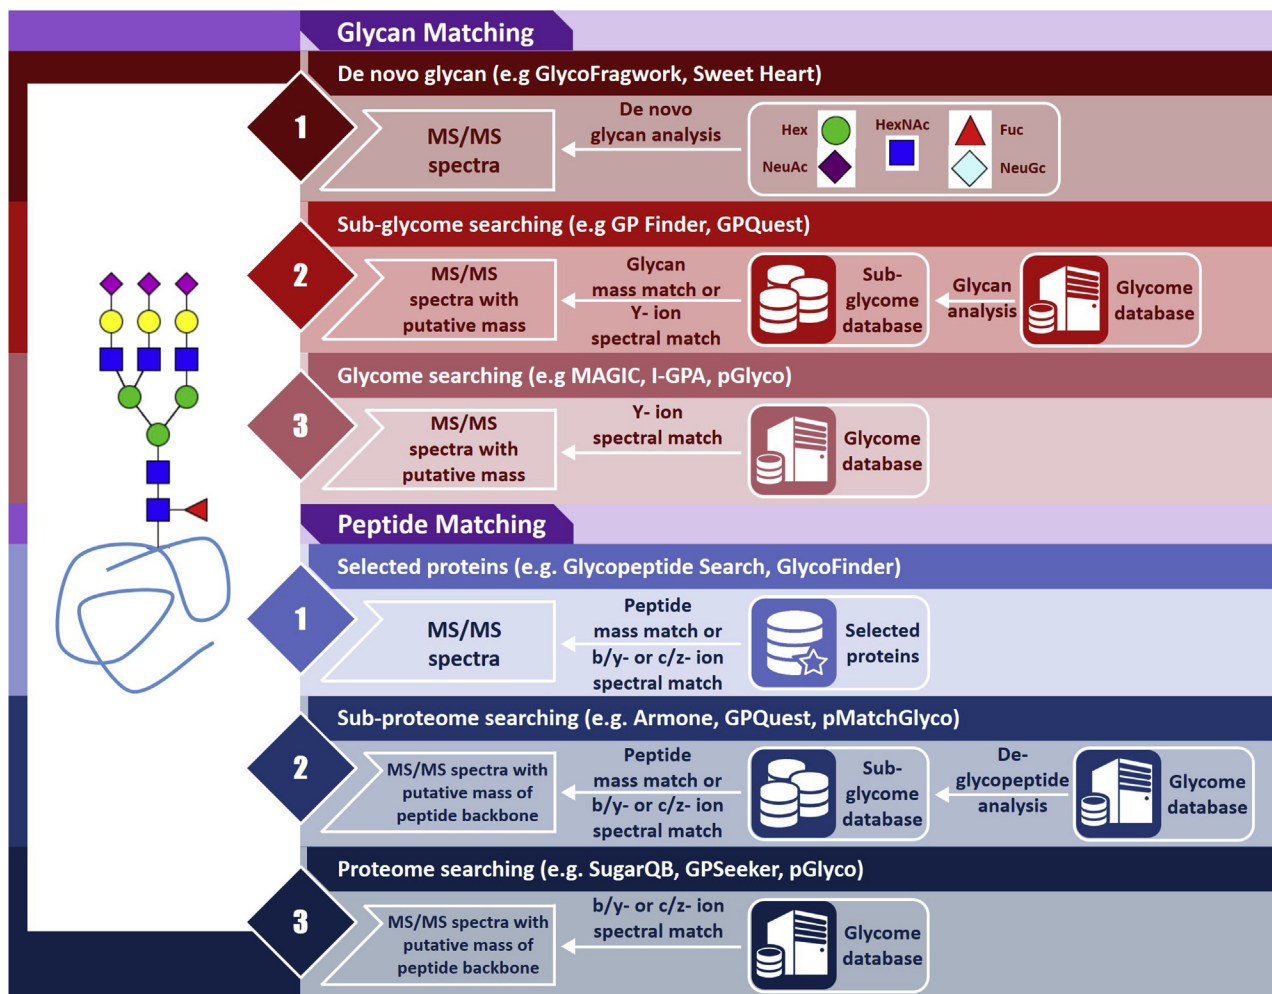 Glycan Matching
De novo glycan (e.g GlycoFragwork, Sweet Heart)
1
MS/MS
spectra
De novo
glycan analysis
Hex
HexNAc
Fuc
NeuAc
NeuGc
Sub-glycome searching (e.g GP Finder, GPQuest)
2
MS/MS
spectra with
putative mass
Glycan
mass match or
Y- ion
spectral match
Sub-
glycome
database
Glycan
analysis
Glycome
database
Glycome searching (e.g MAGIC, I-GPA, pGlyco)
3
MS/MS
spectra with
putative mass
Y- ion
spectral match
Glycome
database
Peptide Matching
Selected proteins (e.g. Glycopeptide Search, GlycoFinder)
1
MS/MS
spectra
Peptide
mass match or
b/y- or c/z- ion
spectral match
Selected
proteins
Sub-proteome searching (e.g. Armone, GPQuest, pMatchGlyco)
2
MS/MS spectra with
putative mass of
peptide backbone
Peptide
mass match or
b/y- or c/z- ion
spectral match
Sub-
glycome
database
De-
glycopeptide
analysis
Glycome
database
Proteome searching (e.g. SugarQB, GPSeeker, pGlyco)
3
MS/MS spectra with
putative mass of
peptide backbone
b/y- or c/z- ion
spectral match
Glycome
database